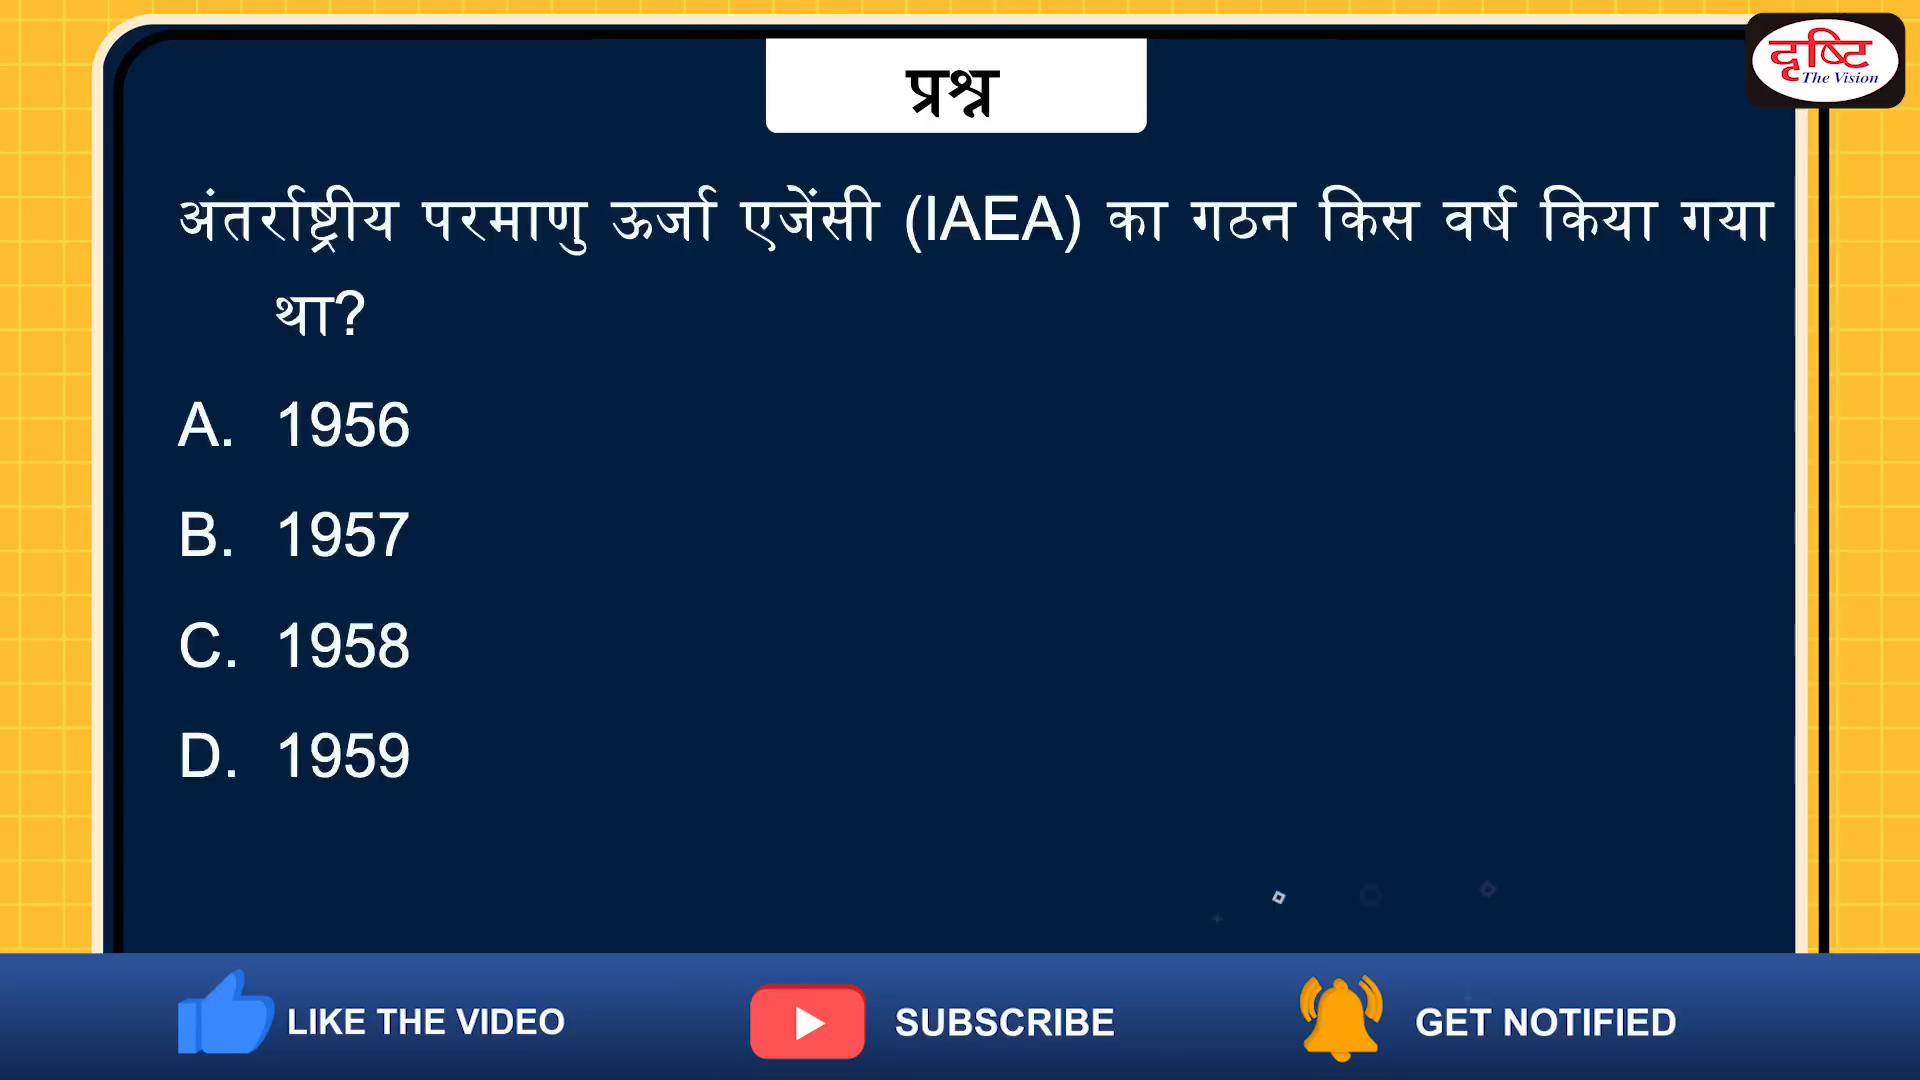 दृष्टि
The Vision
प्रश्न
अंतर्राष्ट्रीय परमाणु ऊर्जा एजेंसी (IAEA) का गठन किस वर्ष किया गया
था?
A. 1956
B. 1957
C. 1958
D. 1959
LIKE THE VIDEO
SUBSCRIBE
GET NOTIFIED